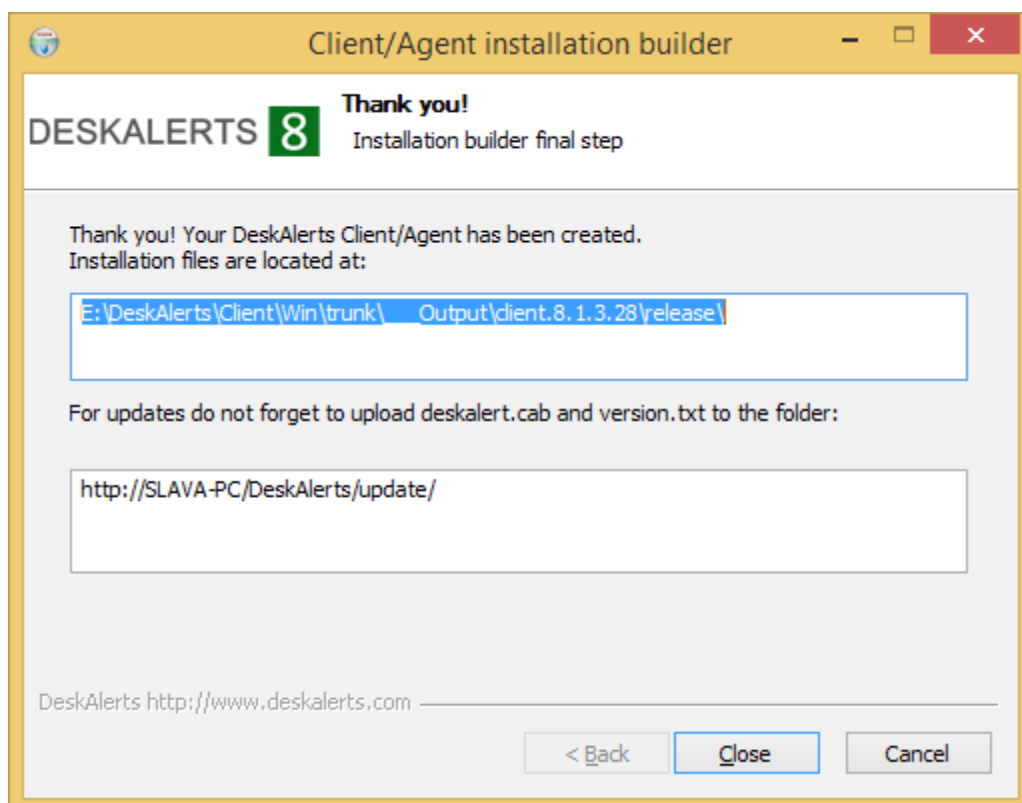 Client/Agent installation builder
DESKALERTS 8
Thank you!
Installation builder final step
Thank you! Your DeskAlerts Client/Agent has been created.
Installation files are located at:
E:\DeskAlerts\Client\Win\trunk\___Output\client.8.1.3.28\release\
For updates do not forget to upload deskalert.cab and version.txt to the folder:
http://SLAVA-PC/DeskAlerts/update/
DeskAlerts http://www.deskalerts.com
< Back
Close
Cancel